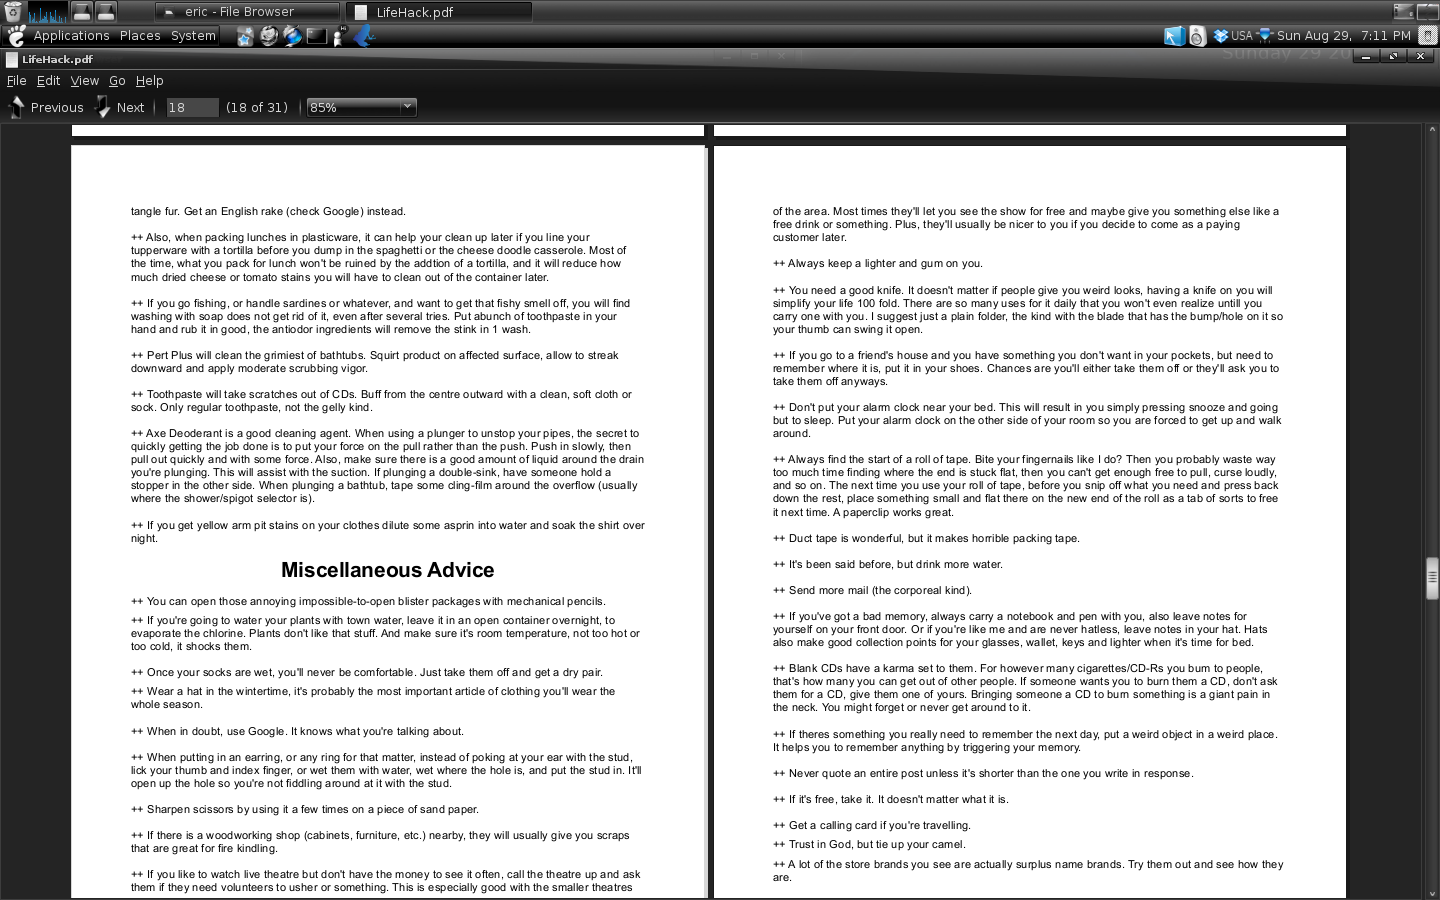 eric - File Browser
LifeHack.pdf
Applications Places System
USA
Sun Aug 29, 7:11 PM
LifeHack.pdf
Sunday 29 20
File Edit View Go Help
Previous Next 18 (18 of 31) 85%
tangle fur. Get an English rake (check Google) instead.
++ Also, when packing lunches in plasticware, it can help your clean up later if you line your
tupperware with a tortilla before you dump in the spaghetti or the cheese doodle casserole. Most of
the time, what you pack for lunch won't be ruined by the addtion of a tortilla, and it will reduce how
much dried cheese or tomato stains you will have to clean out of the container later.
++ If you go fishing, or handle sardines or whatever, and want to get that fishy smell off, you will find
washing with soap does not get rid of it, even after several tries. Put abunch of toothpaste in your
hand and rub it in good, the antiodor ingredients will remove the stink in 1 wash.
++ Pert Plus will clean the grimiest of bathtubs. Squirt product on affected surface, allow to streak
downward and apply moderate scrubbing vigor.
++ Toothpaste will take scratches out of CDs. Buff from the centre outward with a clean, soft cloth or
sock. Only regular toothpaste, not the gelly kind.
++ Axe Deoderant is a good cleaning agent. When using a plunger to unstop your pipes, the secret to
quickly getting the job done is to put your force on the pull rather than the push. Push in slowly, then
pull out quickly and with some force. Also, make sure there is a good amount of liquid around the drain
you're plunging. This will assist with the suction. If plunging a double-sink, have someone hold a
stopper in the other side. When plunging a bathtub, tape some cling-film around the overflow (usually
where the shower/spigot selector is).
++ If you get yellow arm pit stains on your clothes dilute some asprin into water and soak the shirt over
night.
Miscellaneous Advice
++ You can open those annoying impossible-to-open blister packages with mechanical pencils.
++ If you're going to water your plants with town water, leave it in an open container overnight, to
evaporate the chlorine. Plants don't like that stuff. And make sure it's room temperature, not too hot or
too cold, it shocks them.
++ Once your socks are wet, you'll never be comfortable. Just take them off and get a dry pair.
++ Wear a hat in the wintertime, it's probably the most important article of clothing you'll wear the
whole season.
++ When in doubt, use Google. It knows what you're talking about.
++ When putting in an earring, or any ring for that matter, instead of poking at your ear with the stud,
lick your thumb and index finger, or wet them with water, wet where the hole is, and put the stud in. It'll
open up the hole so you're not fiddling around at it with the stud.
++ Sharpen scissors by using it a few times on a piece of sand paper.
++ If there is a woodworking shop (cabinets, furniture, etc.) nearby, they will usually give you scraps
that are great for fire kindling.
++ If you like to watch live theatre but don't have the money to see it often, call the theatre up and ask
them if they need volunteers to usher or something. This is especially good with the smaller theatres
of the area. Most times they'll let you see the show for free and maybe give you something else like a
free drink or something. Plus, they'll usually be nicer to you if you decide to come as a paying
customer later.
++ Always keep a lighter and gum on you.
++ You need a good knife. It doesn't matter if people give you weird looks, having a knife on you will
simplify your life 100 fold. There are so many uses for it daily that you won't even realize untill you
carry one with you. I suggest just a plain folder, the kind with the blade that has the bump/hole on it so
your thumb can swing it open.
++ If you go to a friend's house and you have something you don't want in your pockets, but need to
remember where it is, put it in your shoes. Chances are you'll either take them off or they'll ask you to
take them off anyways.
++ Don't put your alarm clock near your bed. This will result in you simply pressing snooze and going
but to sleep. Put your alarm clock on the other side of your room so you are forced to get up and walk
around.
++ Always find the start of a roll of tape. Bite your fingernails like I do? Then you probably waste way
too much time finding where the end is stuck flat, then you can't get enough free to pull, curse loudly,
and so on. The next time you use your roll of tape, before you snip off what you need and press back
down the rest, place something small and flat there on the new end of the roll as a tab of sorts to free
it next time. A paperclip works great.
++ Duct tape is wonderful, but it makes horrible packing tape.
++ It's been said before, but drink more water.
++ Send more mail (the corporeal kind).
++ If you've got a bad memory, always carry a notebook and pen with you, also leave notes for
yourself on your front door. Or if you're like me and are never hatless, leave notes in your hat. Hats
also make good collection points for your glasses, wallet, keys and lighter when it's time for bed.
++ Blank CDs have a karma set to them. For however many cigarettes/CD-Rs you bum to people,
that's how many you can get out of other people. If someone wants you to burn them a CD, don't ask
them for a CD, give them one of yours. Bringing someone a CD to burn something is a giant pain in
the neck. You might forget or never get around to it.
++ If theres something you really need to remember the next day, put a weird object in a weird place.
It helps you to remember anything by triggering your memory.
++ Never quote an entire post unless it's shorter than the one you write in response.
++ If it's free, take it. It doesn't matter what it is.
++ Get a calling card if you're travelling.
++ Trust in God, but tie up your camel.
++ A lot of the store brands you see are actually surplus name brands. Try them out and see how they
are.